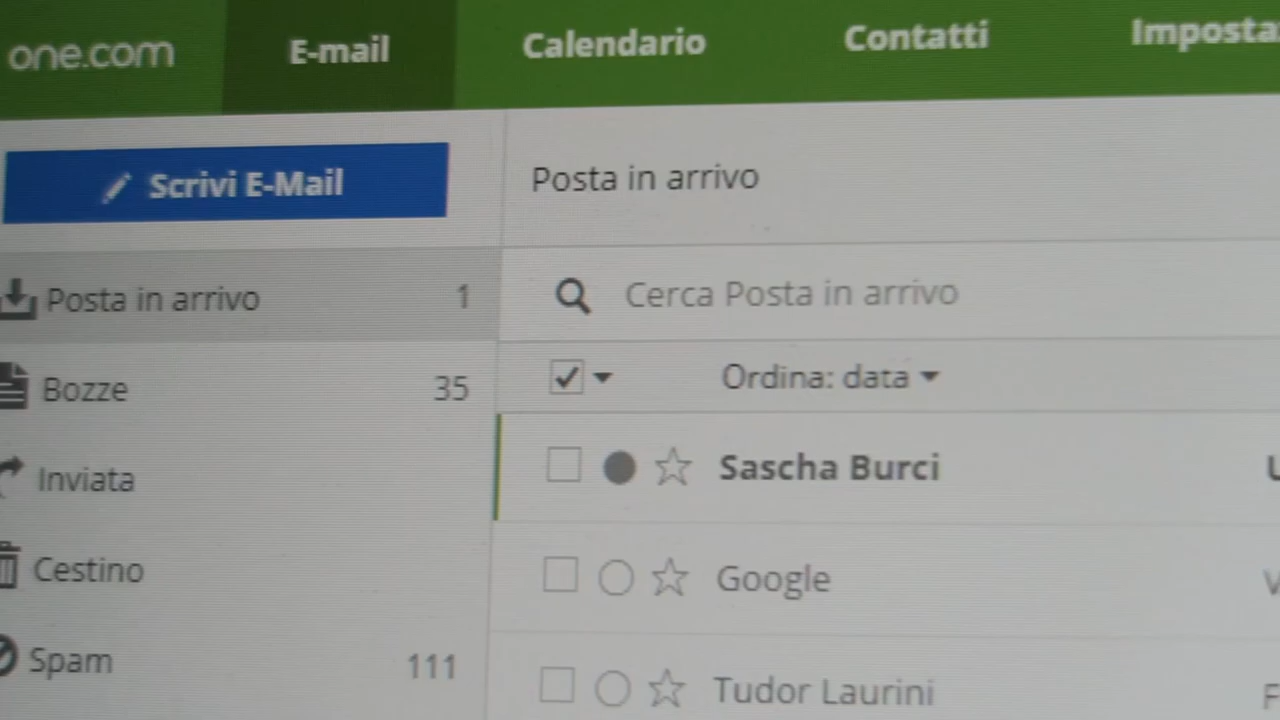 one.com E-mail Calendario Contatti Imposta
Scrivi E-Mail
Posta in arrivo
Posta in arrivo 1
Cerca Posta in arrivo
Bozze 35
Ordina: data
Inviata
Sascha Burci
Cestino
Google
Spam 111
Tudor Laurini